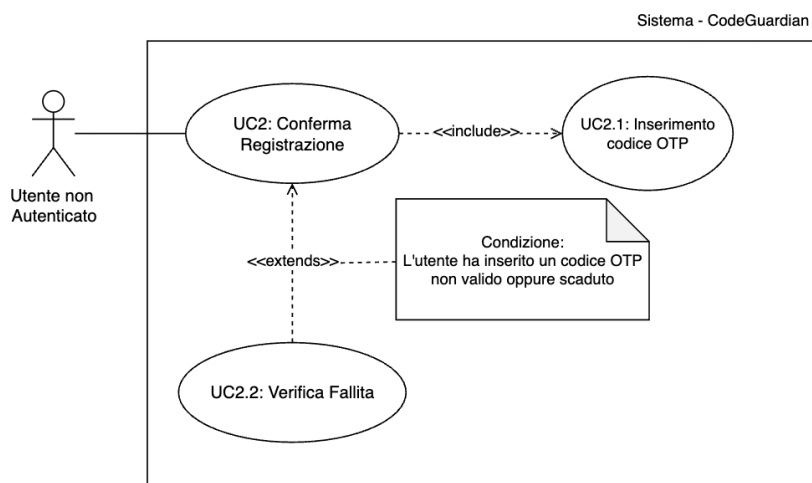 Sistema - CodeGuardian
UC2: Conferma
Registrazione
<<include>>
UC2.1: Inserimento
codice OTP
Utente non
Autenticato
Condizione:
L'utente ha inserito un codice OTP
non valido oppure scaduto
<<extends>>
UC2.2: Verifica Fallita